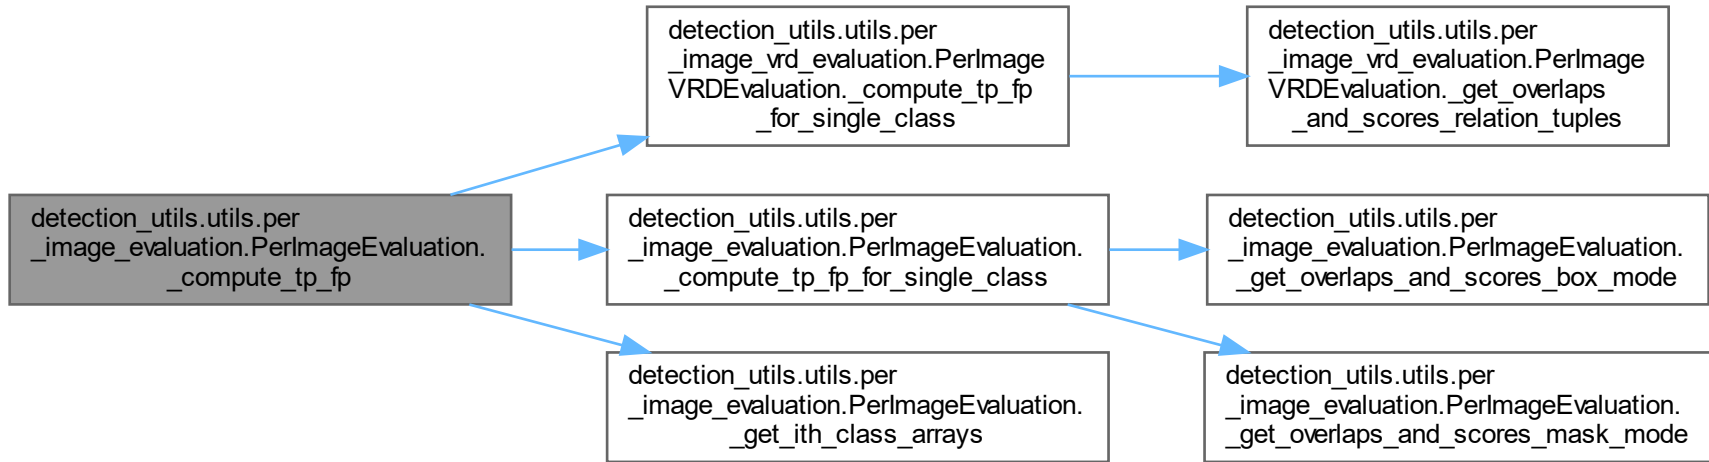 detection_utils.utils.per
_image_vrd_evaluation.PerImage
VRDEvaluation._compute_tp_fp
_for_single_class
detection_utils.utils.per
_image_vrd_evaluation.PerImage
VRDEvaluation._get_overlaps
_and_scores_relation_tuples
detection_utils.utils.per
_image_evaluation.PerImageEvaluation.
_compute_tp_fp
detection_utils.utils.per
_image_evaluation.PerImageEvaluation.
_compute_tp_fp_for_single_class
detection_utils.utils.per
_image_evaluation.PerImageEvaluation.
_get_overlaps_and_scores_box_mode
detection_utils.utils.per
_image_evaluation.PerImageEvaluation.
_get_ith_class_arrays
detection_utils.utils.per
_image_evaluation.PerImageEvaluation.
_get_overlaps_and_scores_mask_mode